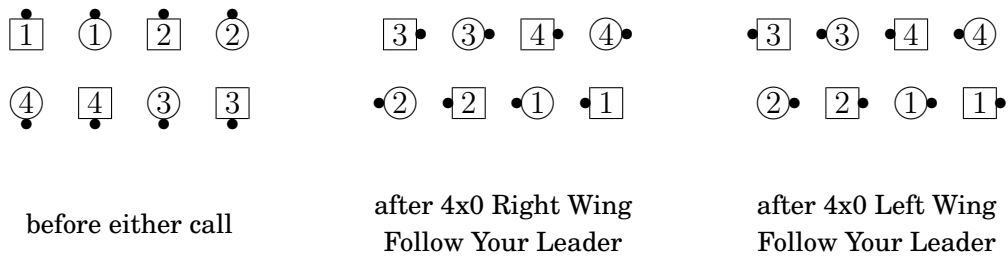 1 1 2 2 3 3 4 4 3 3 4 4
4 4 3 3 2 2 1 1 2 2 1 1
before either call
after 4x0 Right Wing
Follow Your Leader
after 4x0 Left Wing
Follow Your Leader